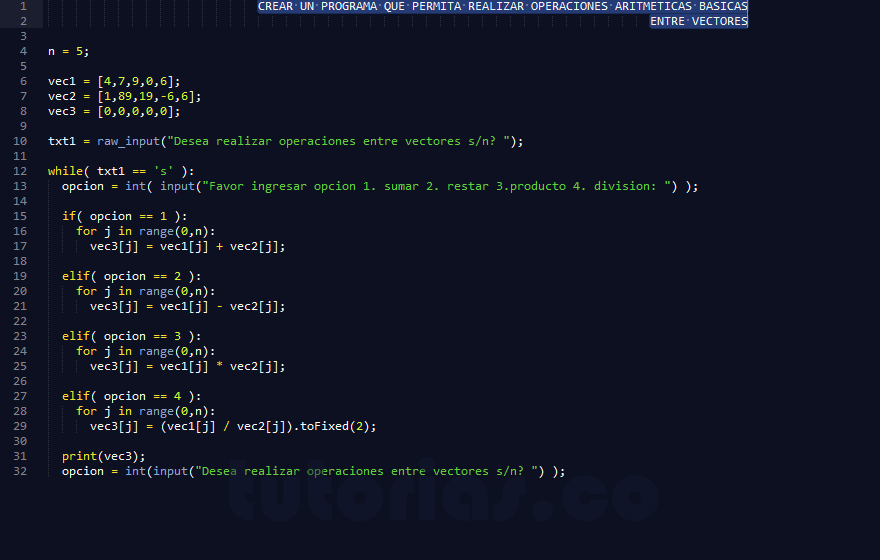 1 CREAR UN PROGRAMA QUE PERMITA REALIZAR OPERACIONES ARITMETICAS BASICAS
2 ENTRE VECTORES
3
4 n = 5;
5
6 vec1 = [4,7,9,0,6];
7 vec2 = [1,89,19,-6,6];
8 vec3 = [0,0,0,0,0];
9
10 txt1 = raw_input("Desea realizar operaciones entre vectores s/n? ");
11
12 while( txt1 == 's' ):
13 opcion = int( input("Favor ingresar opcion 1. sumar 2. restar 3.producto 4. division: ") );
14
15 if( opcion == 1 ):
16 for j in range(0,n):
17 vec3[j] = vec1[j] + vec2[j];
18
19 elif( opcion == 2 ):
20 for j in range(0,n):
21 vec3[j] = vec1[j] - vec2[j];
22
23 elif( opcion == 3 ):
24 for j in range(0,n):
25 vec3[j] = vec1[j] * vec2[j];
26
27 elif( opcion == 4 ):
28 for j in range(0,n):
29 vec3[j] = (vec1[j] / vec2[j]).toFixed(2);
30
31 print(vec3);
32 opcion = int(input("Desea realizar operaciones entre vectores s/n? ") );
tutorias.co